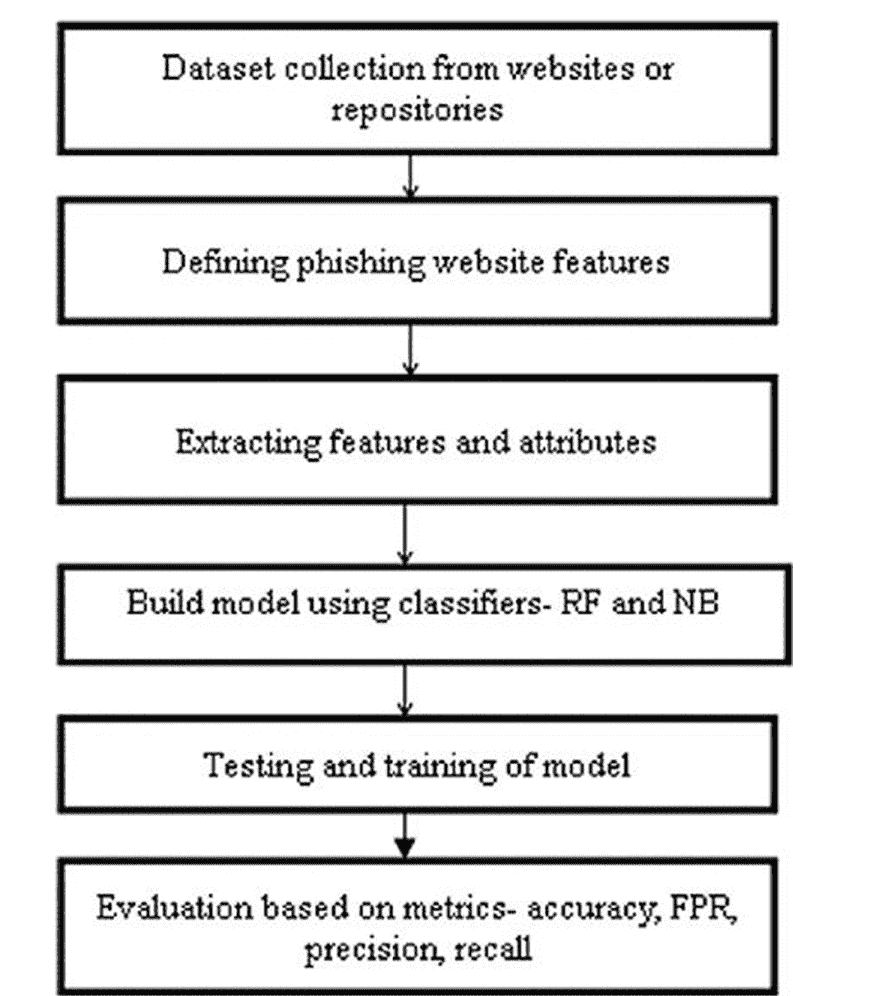 Dataset collection from websites or
repositories
Defining phishing website features
Extracting features and attributes
Build model using classifiers- RF and NB
Testing and training of model
Evaluation based on metrics- accuracy, FPR,
precision, recall